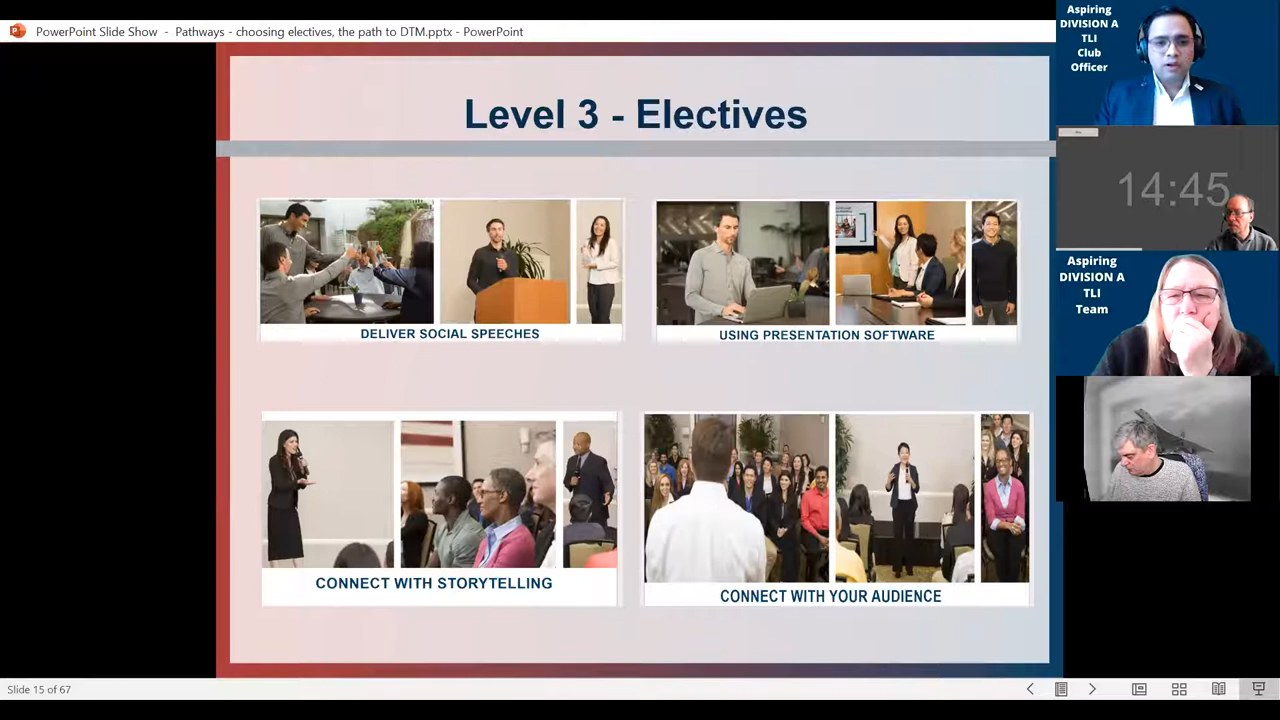 PowerPoint Slide Show - Pathways - choosing electives, the path to DTM.pptx - PowerPoint
Level 3 - Electives
DELIVER SOCIAL SPEECHES
USING PRESENTATION SOFTWARE
CONNECT WITH STORYTELLING
CONNECT WITH YOUR AUDIENCE
Slide 15 of 67
Aspiring
DIVISION A
TLI
Club
Officer
14:45
Aspiring
DIVISION A
TLI
Team